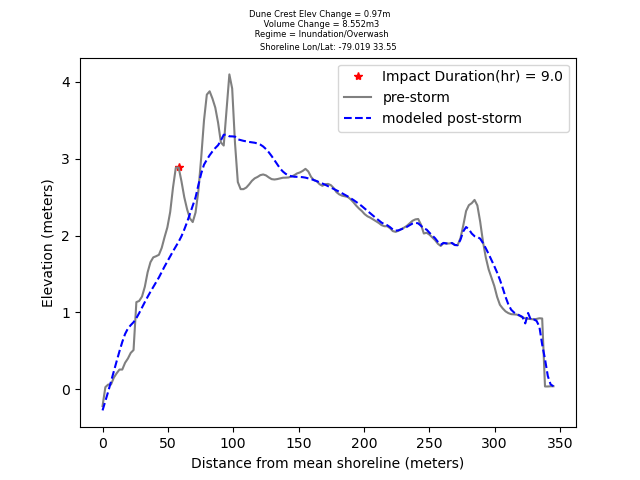 Dune Crest Elev Change = 0.97m
Volume Change = 8.552m3
Regime = Inundation/Overwash
Shoreline Lon/Lat: -79.019 33.55
Impact Duration(hr) = 9.0
pre-storm
modeled post-storm
Elevation (meters)
4
3
2
1
0
0 50 100 150 200 250 300 350
Distance from mean shoreline (meters)